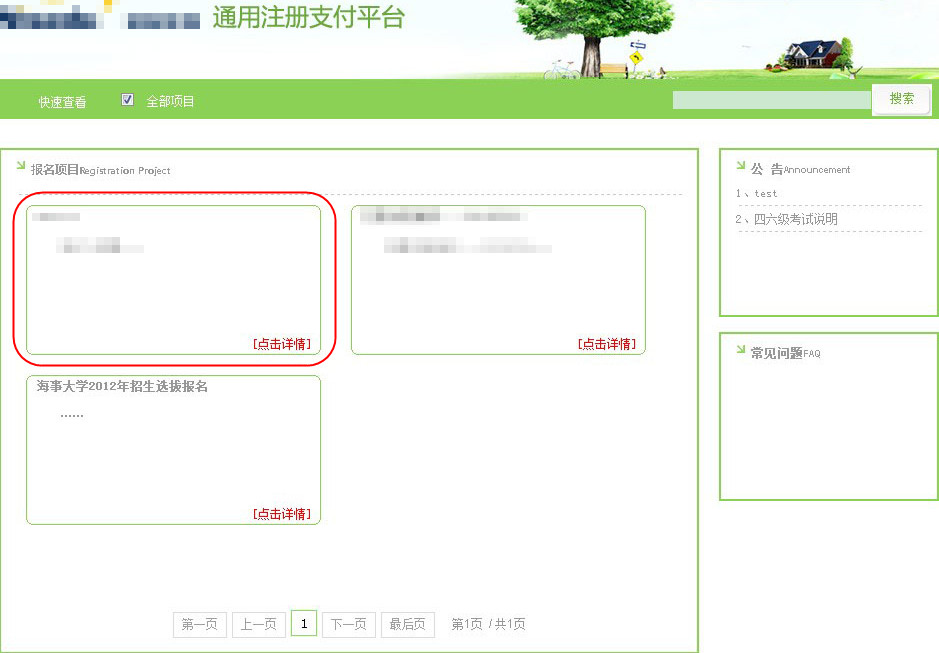 通用注册支付平台
快速查看 全部项目 搜索
报名项目Registration Project
[点击详情]
[点击详情]
海事大学2012年招生选拔报名
......
[点击详情]
第一页 上一页 1 下一页 最后页 第1页 /共1页
公 告Announcement
1、test
2、四六级考试说明
常见问题FAQ